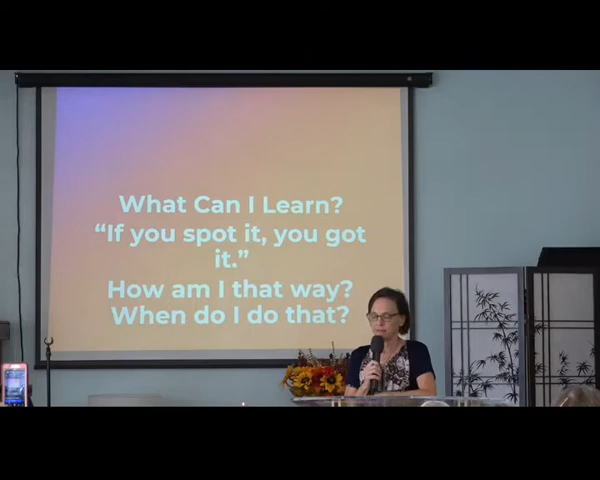 What Can I Learn?
“If you spot it, you got
it.”
How am I that way?
When do I do that?